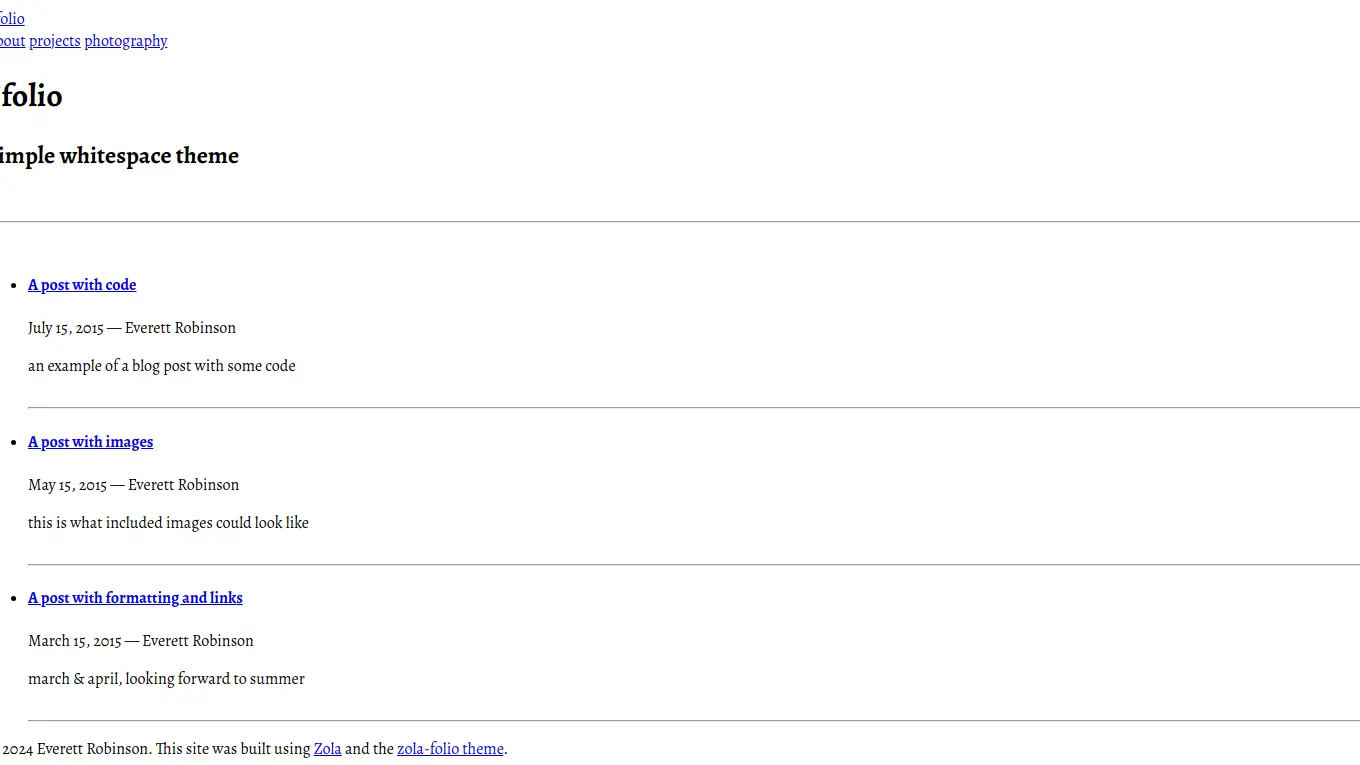 folio
bout projects photography
folio
imple whitespace theme
A post with code
July 15, 2015 — Everett Robinson
an example of a blog post with some code
A post with images
May 15, 2015 — Everett Robinson
this is what included images could look like
A post with formatting and links
March 15, 2015 — Everett Robinson
march & april, looking forward to summer
2024 Everett Robinson. This site was built using Zola and the zola-folio theme.